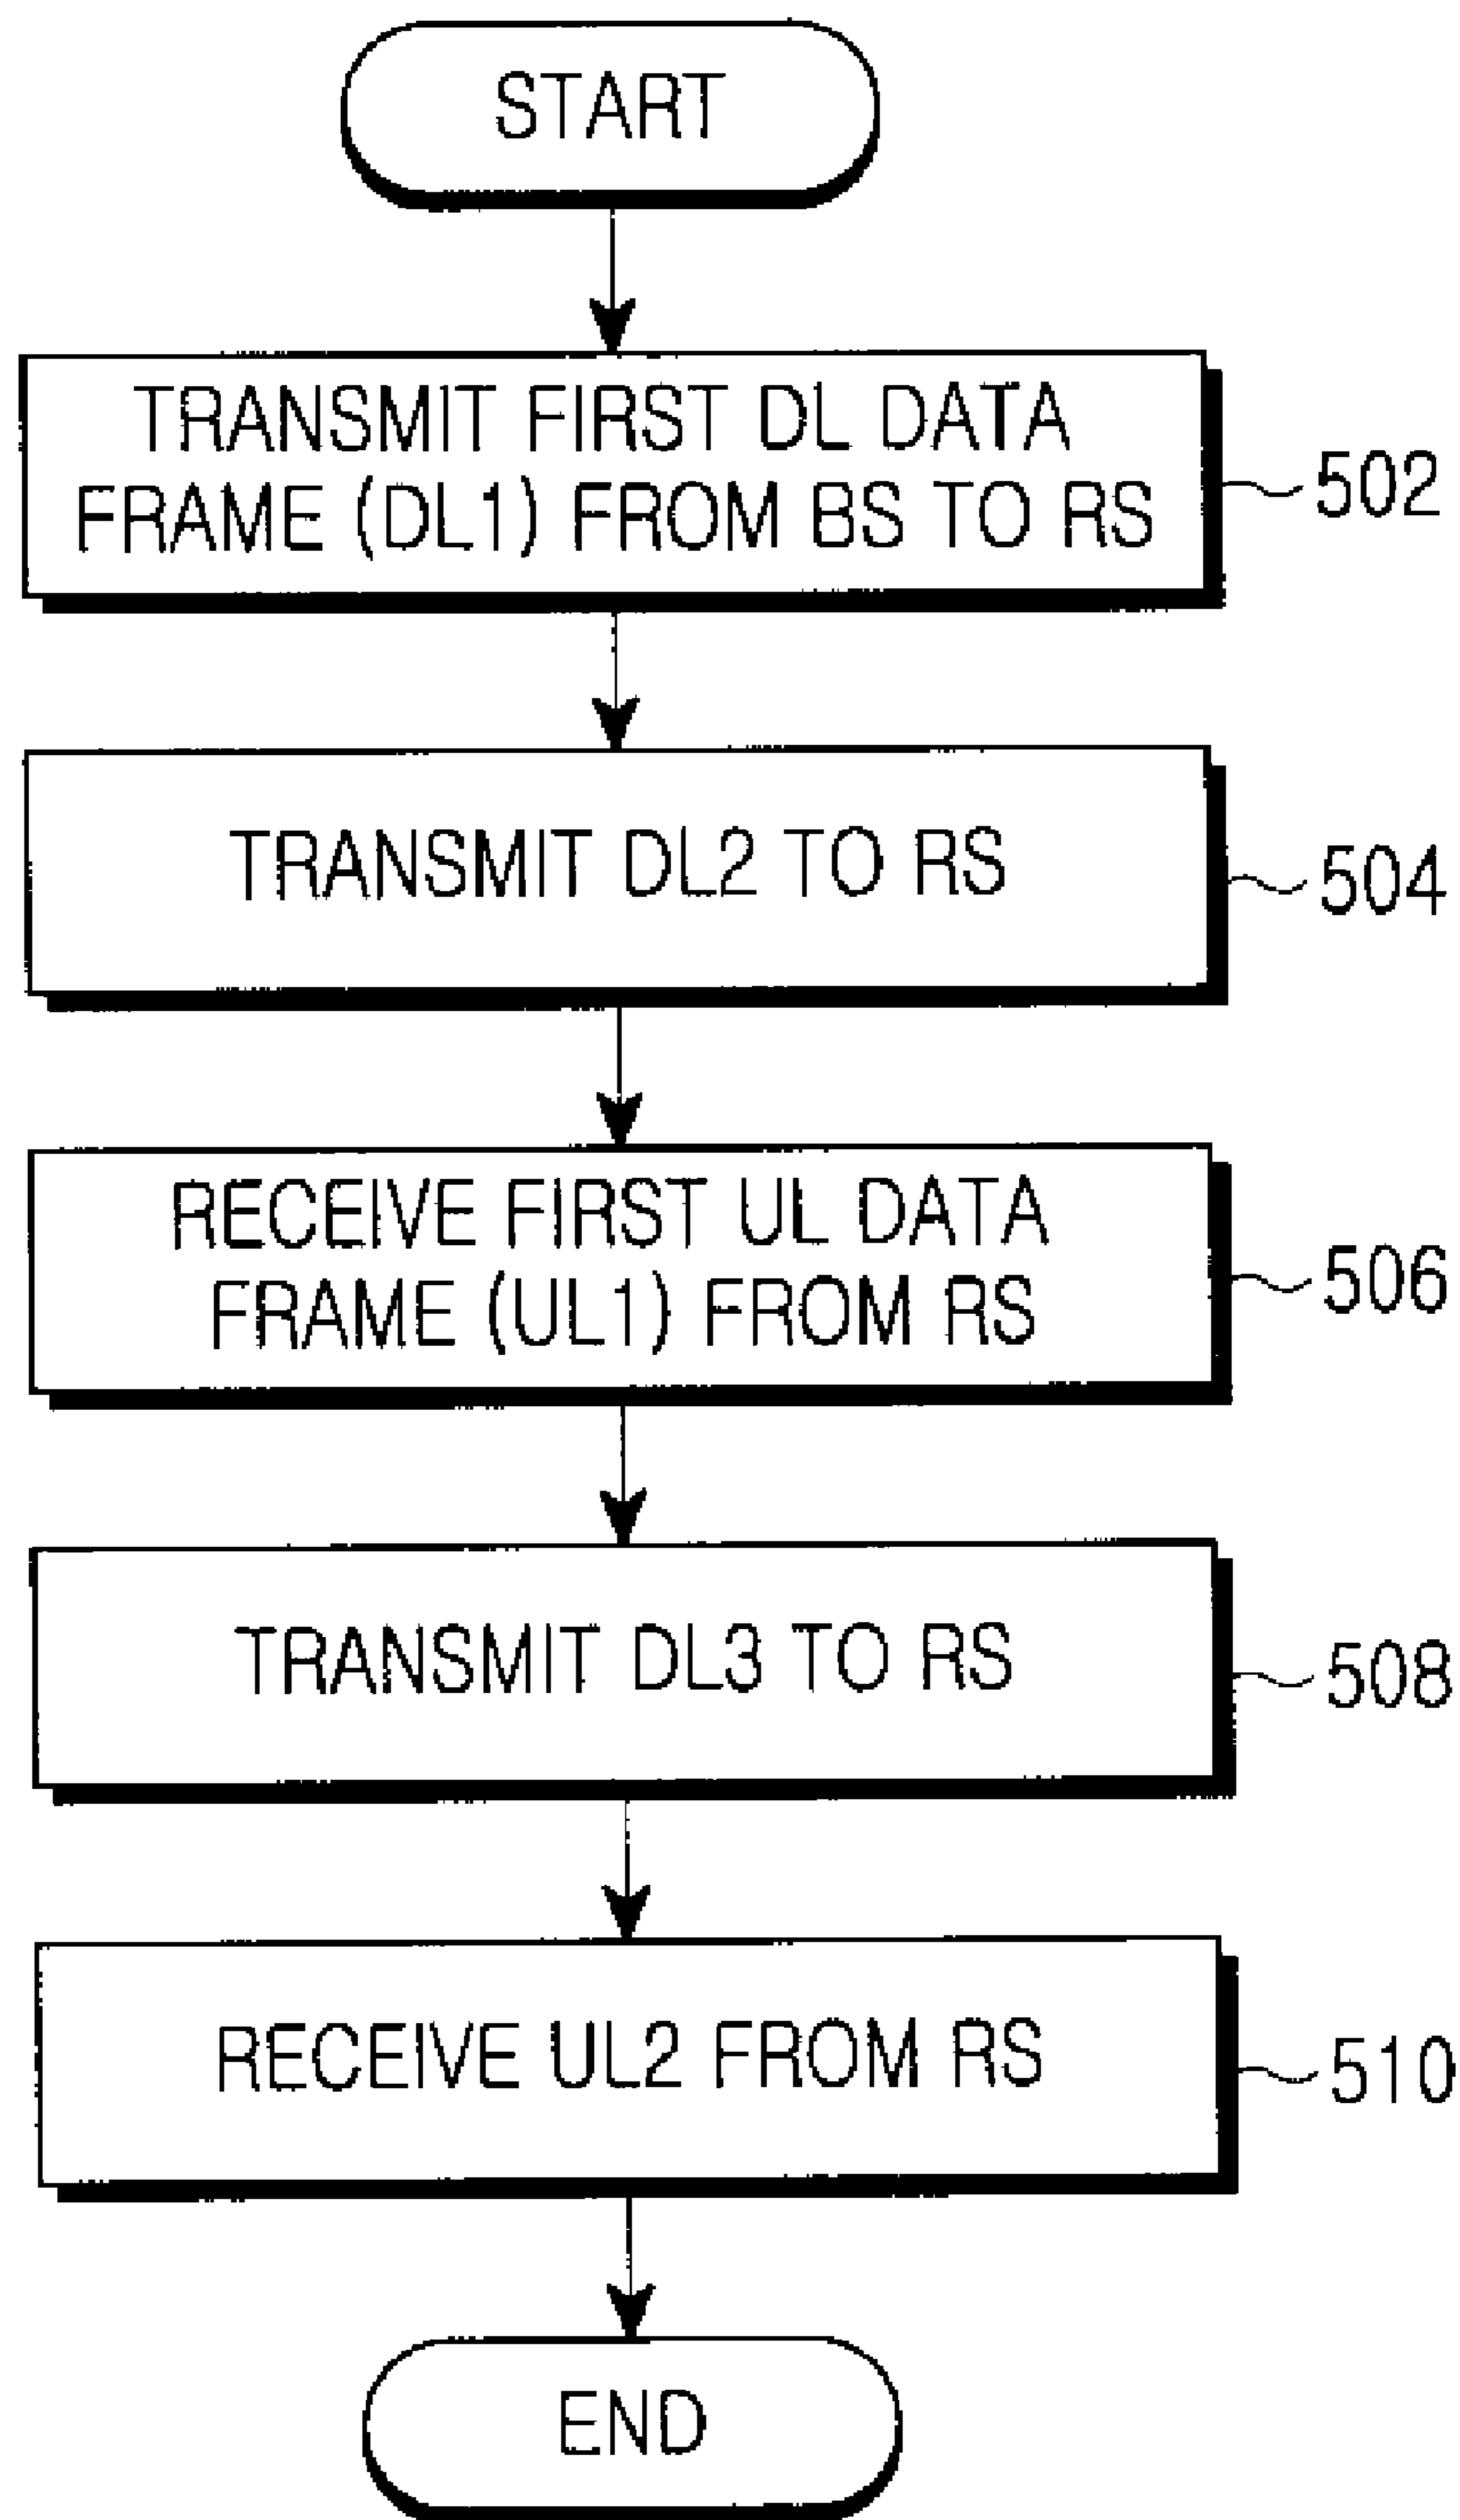 START
TRANSMIT FIRST DL DATA
FRAME (DL1) FROM BS TO RS
502
TRANSMIT DL2 TO RS
504
RECEIVE FIRST UL DATA
FRAME (UL1) FROM RS
506
TRANSMIT DL3 TO RS
508
RECEIVE UL2 FROM RS
510
END